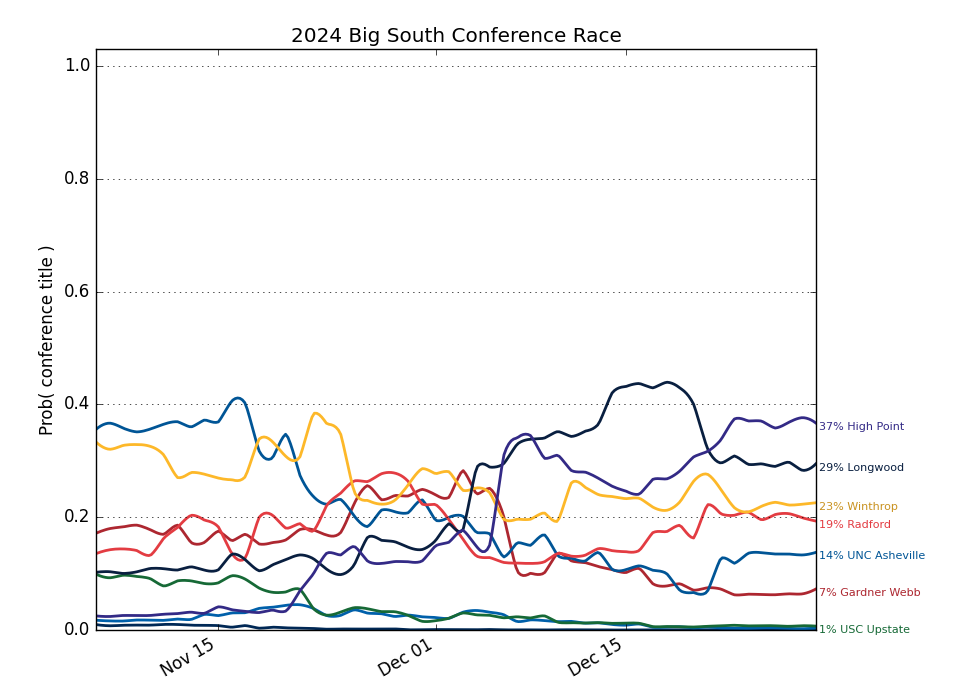 2024 Big South Conference Race
1.0
0.8
0.6
0.4
0.2
0.0
Prob( conference title )
37% High Point
29% Longwood
23% Winthrop
19% Radford
14% UNC Asheville
7% Gardner Webb
1% USC Upstate
Nov 15
Dec 01
Dec 15